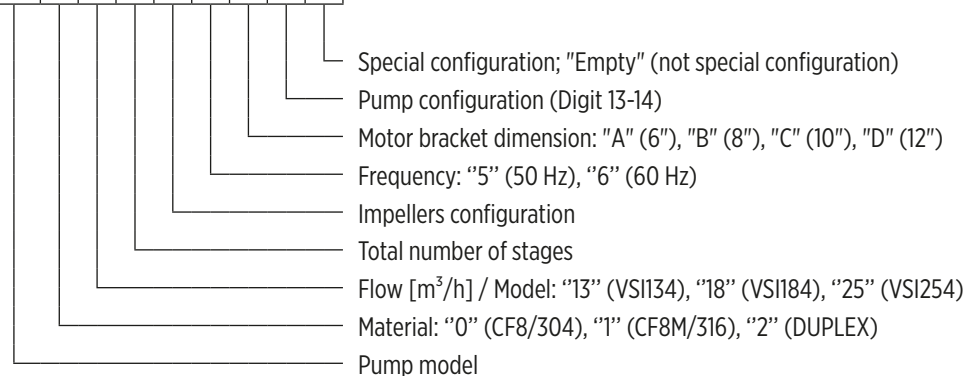 Special configuration; "Empty" (not special configuration)
Pump configuration (Digit 13-14)
Motor bracket dimension: "A" (6"), "B" (8"), "C" (10"), "D" (12")
Frequency: ‘’5’’ (50 Hz), ‘’6’’ (60 Hz)
Impellers configuration
Total number of stages
Flow [m³/h] / Model: ‘’13’’ (VSI134), ‘’18’’ (VSI184), ‘’25’’ (VSI254)
Material: ‘’0’’ (CF8/304), ‘’1’’ (CF8M/316), ‘’2’’ (DUPLEX)
Pump model